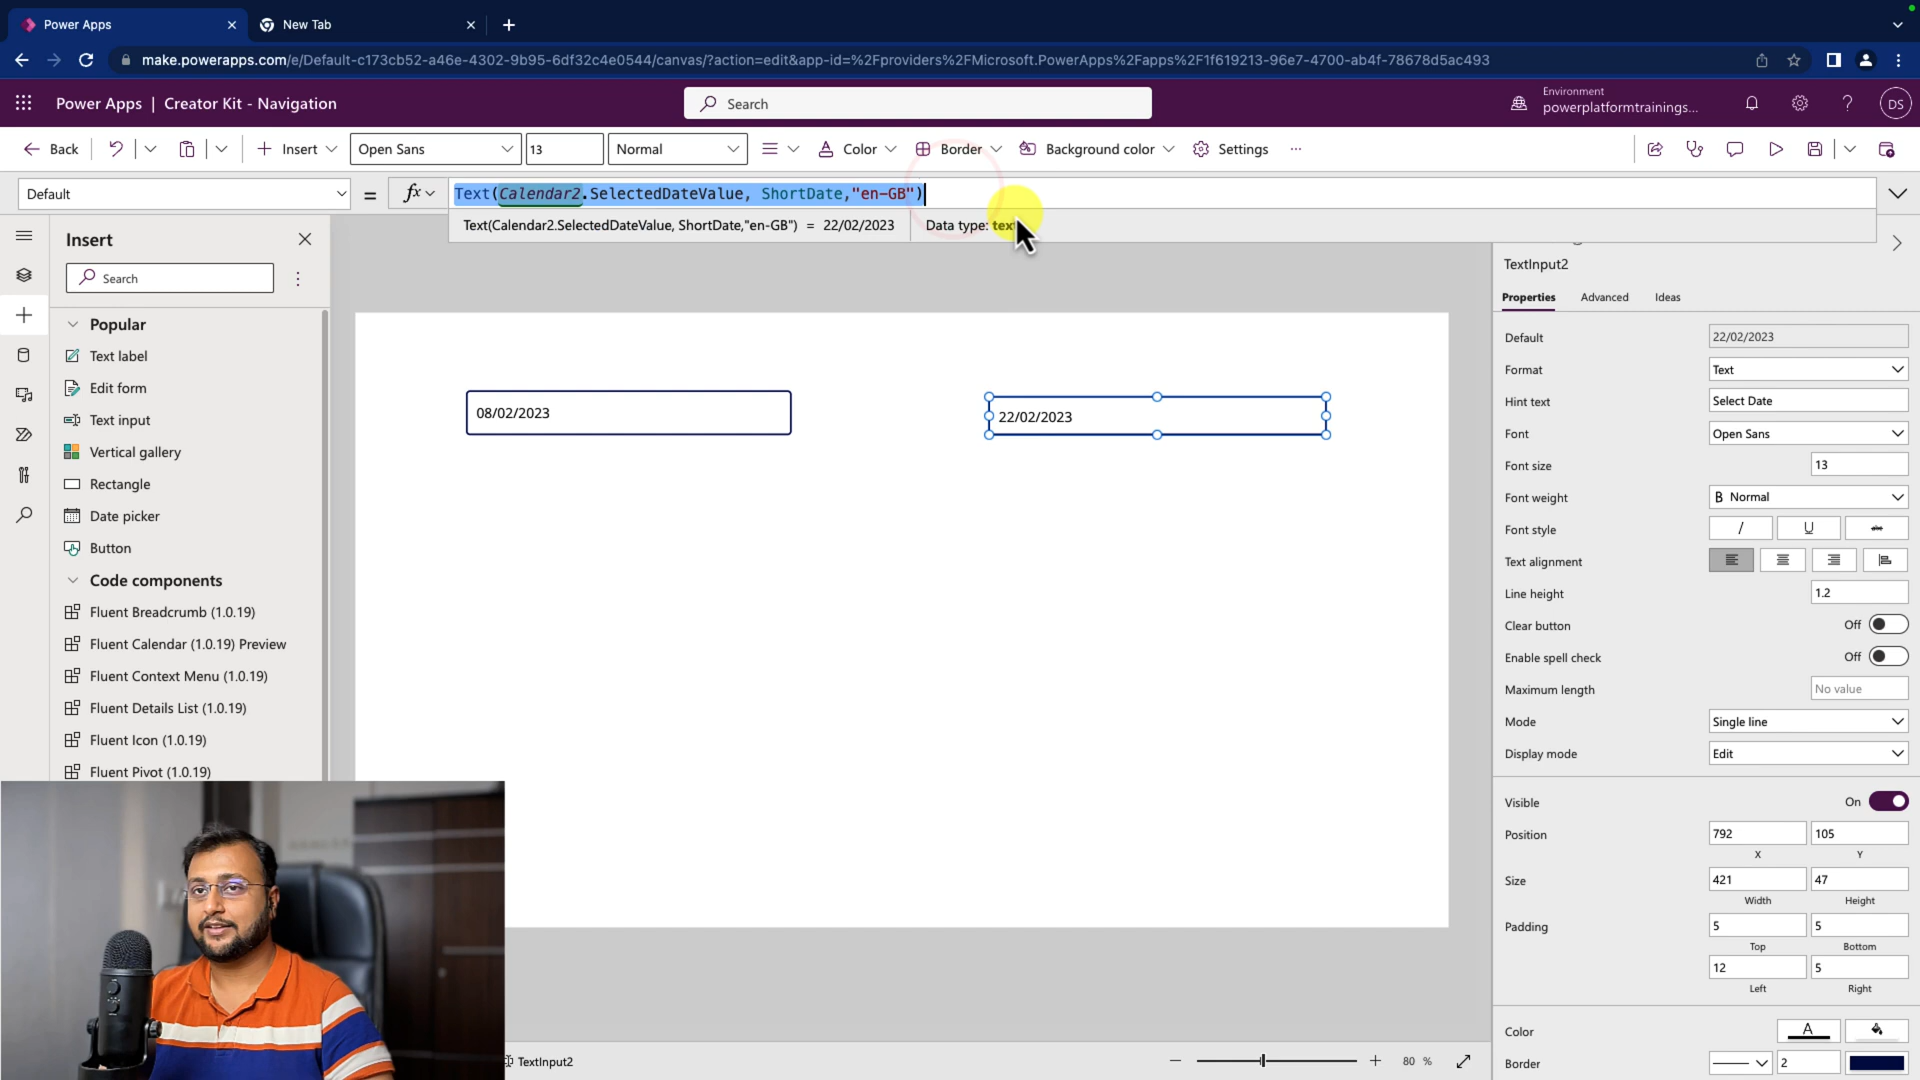 Power Apps
New Tab
make.powerapps.com/e/Default-c173cb52-a46e-4302-9b95-6df32c4e0544/canvas/?action=edit&app-id=%2Fproviders%2FMicrosoft.PowerApps%2Fapps%2F1f619213-96e7-4700-ab4f-78678d5ac493
Power Apps | Creator Kit - Navigation
Search
Environment
powerplatformtrainings...
DS
Back
Insert
Open Sans
13
Normal
Color
Border
Background color
Settings
Default
=
fx
Text(Calendar2.SelectedDateValue, ShortDate,"en-GB")
Text(Calendar2.SelectedDateValue, ShortDate,"en-GB") = 22/02/2023
Data type: text
Insert
Search
Popular
Text label
Edit form
Text input
Vertical gallery
Rectangle
Date picker
Button
Code components
Fluent Breadcrumb (1.0.19)
Fluent Calendar (1.0.19) Preview
Fluent Context Menu (1.0.19)
Fluent Details List (1.0.19)
Fluent Icon (1.0.19)
Fluent Pivot (1.0.19)
08/02/2023
22/02/2023
TextInput2
80 %
TextInput2
Properties
Advanced
Ideas
Default
22/02/2023
Format
Text
Hint text
Select Date
Font
Open Sans
Font size
13
Font weight
B Normal
Font style
/
U
abc
Text alignment
Line height
1.2
Clear button
Off
Enable spell check
Off
Maximum length
No value
Mode
Single line
Display mode
Edit
Visible
On
Position
792
105
X
Y
Size
421
47
Width
Height
Padding
5
5
Top
Bottom
12
5
Left
Right
Color
A
Border
2